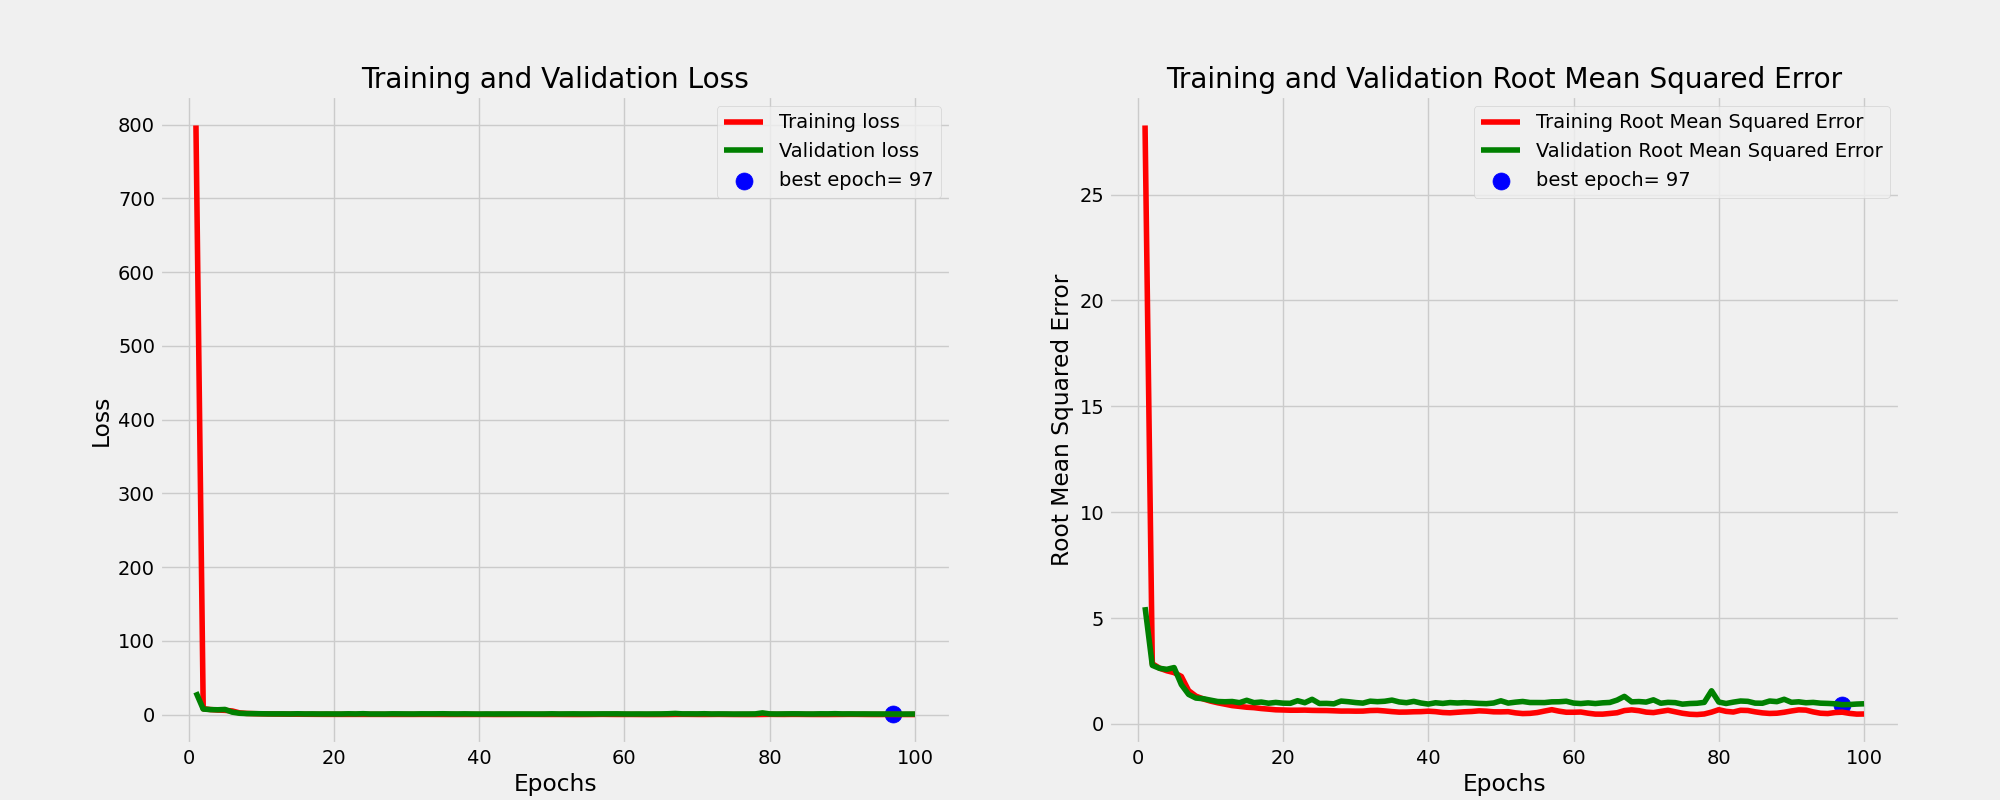 Training and Validation Loss
800
700
600
500
400
300
200
100
0
Loss
0 20 40 60 80 100
Epochs
Training loss
Validation loss
best epoch= 97
Training and Validation Root Mean Squared Error
25
20
15
10
5
0
Root Mean Squared Error
0 20 40 60 80 100
Epochs
Training Root Mean Squared Error
Validation Root Mean Squared Error
best epoch= 97